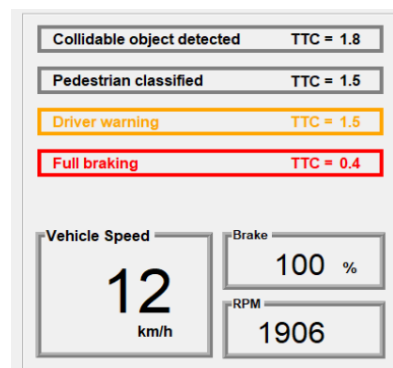 Collidable object detected TTC = 1.8
Pedestrian classified TTC = 1.5
Driver warning TTC = 1.5
Full braking TTC = 0.4
Vehicle Speed
12
km/h
Brake
100 %
RPM
1906